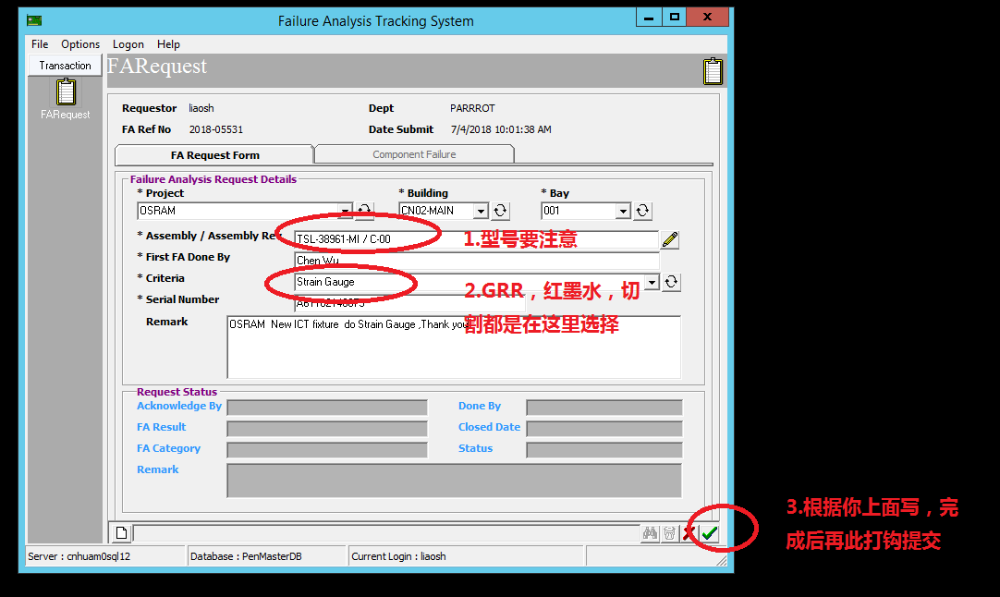 Failure Analysis Tracking System
File Options Logon Help
Transaction
FARequest
FARequest
Requestor liaosh Dept PARRROT
FA Ref No 2018-05531 Date Submit 7/4/2018 10:01:38 AM
FA Request Form Component Failure
Failure Analysis Request Details
* Project * Building * Bay
OSRAM CN02-MAIN 001
* Assembly / Assembly Re TSL-38961-MI / C-00
1.型号要注意
* First FA Done By Chen Wu
* Criteria Strain Gauge
2.GRR，红墨水，切
割都是在这里选择
* Serial Number
Remark OSRAM New ICT fixture do Strain Gauge ,Thank you
Request Status
Acknowledge By Done By
FA Result Closed Date
FA Category Status
Remark
3.根据你上面写，完
成后再此打钩提交
Server : cnhuam0sql12 Database : PenMasterDB Current Login : liaosh